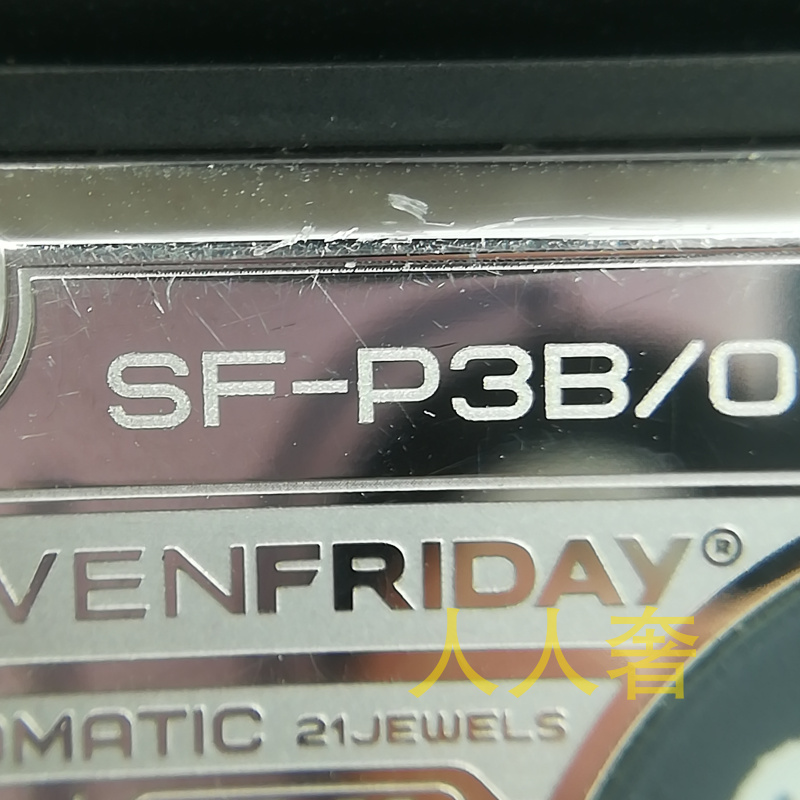 SF-P3B/0
VENFRIDAY®
OMATIC 21JEWELS
人人奢